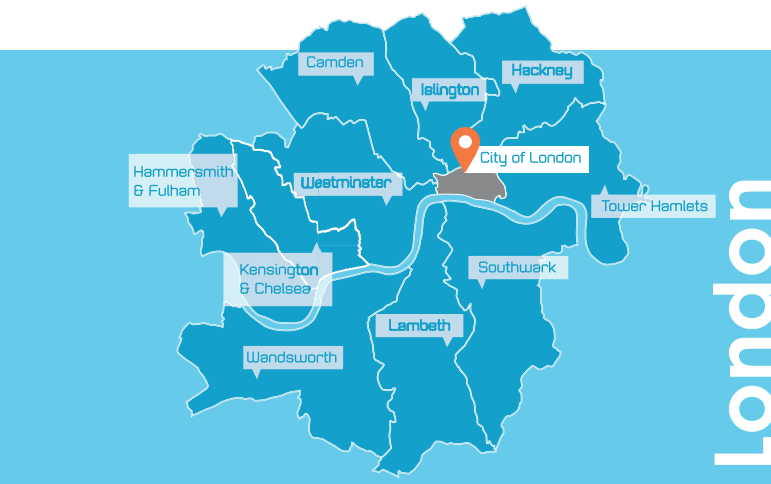 Camden
Islington
Hackney
City of London
Hammersmith
& Fulham
Westminster
Tower Hamlets
Kensington
& Chelsea
Southwark
Lambeth
Wandsworth
London